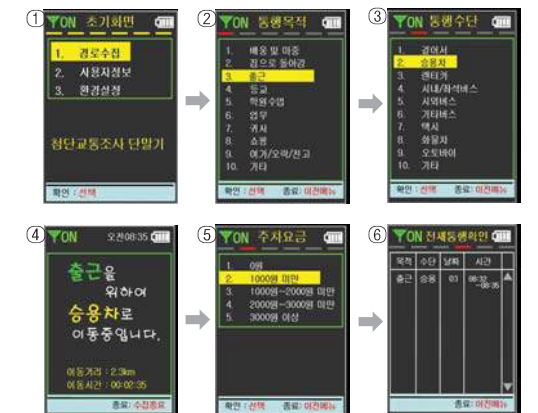 ①
ON 초기화면
1. 경로수집
2. 사용자정보
3. 환경설정
첨단교통조사 단말기
확인 : 선택
②
ON 통행목적
1. 배웅 및 마중
2. 집으로 돌아감
3. 출근
4. 등교
5. 학원수업
6. 업무
7. 귀사
8. 쇼핑
9. 여가/오락/친교
10. 기타
확인 : 선택 종료: 이전메뉴
③
ON 통행수단
1. 걸어서
2. 승용차
3. 렌터카
4. 시내/좌석버스
5. 시외버스
6. 기타버스
7. 택시
8. 화물차
9. 오토바이
10. 기타
확인 : 선택 종료: 이전메뉴
④
ON 오전08:35
출근을
위하여
승용차로
이동중입니다.
이동거리 : 2.3km
이동시간 : 00:02:35
종료: 수집종료
⑤
ON 주차요금
1. 0원
2. 1000원 미만
3. 1000원~2000원 미만
4. 2000원~3000원 미만
5. 3000원 이상
확인 : 선택 종료: 이전메뉴
⑥
ON 전체통행확인
목적 수단 날짜 시간
출근 승용 03 08:32
~08:35
종료: 이전메뉴